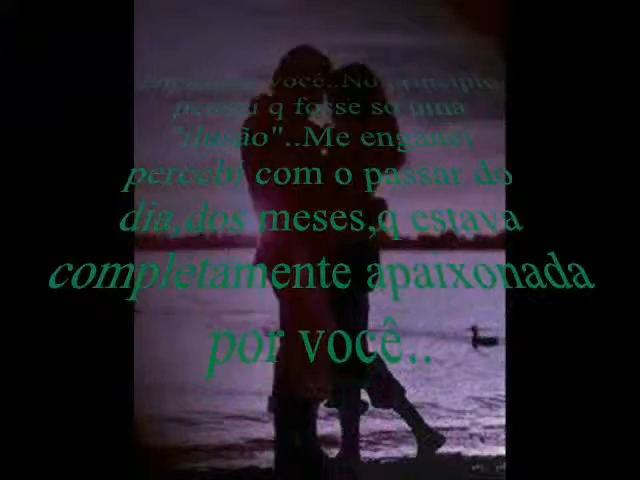 você..No princípio
pensei q fosse só uma
"ilusão"..Me enganei
percebi com o passar do
dia,dos meses,q estava
completamente apaixonada
por você..